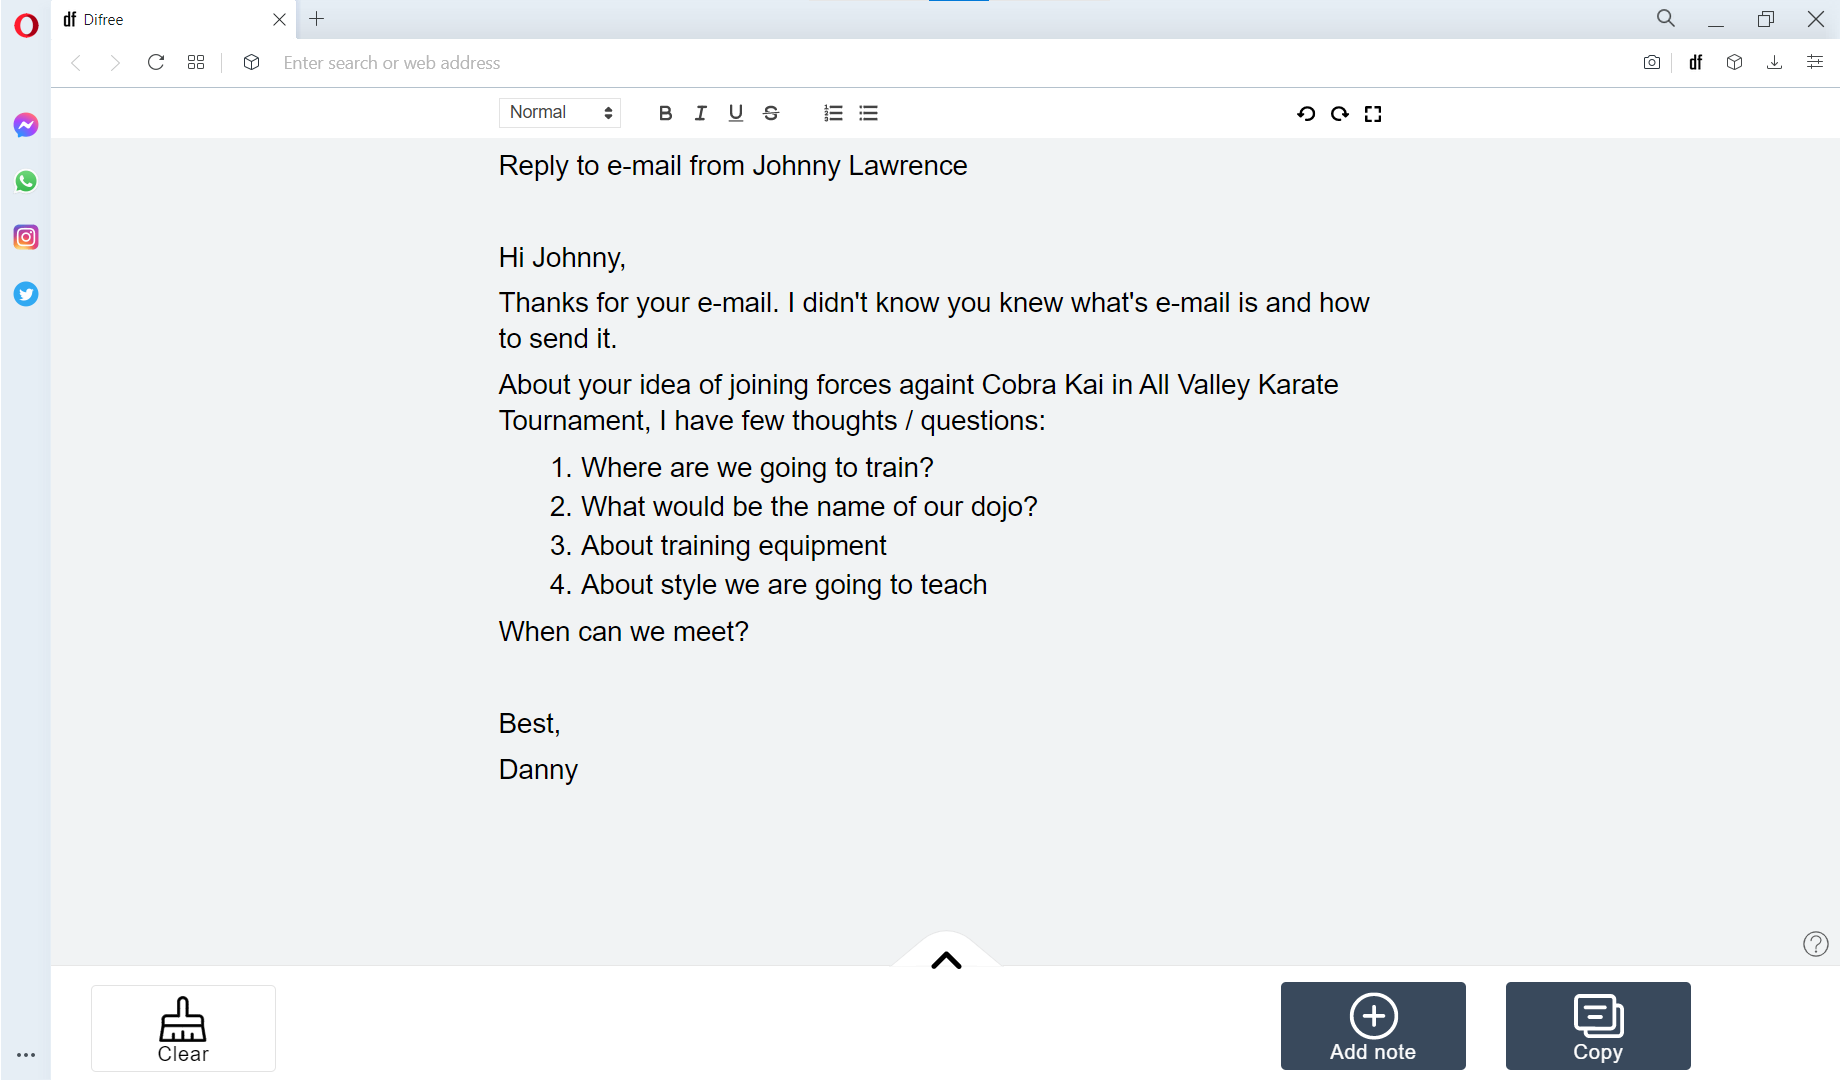 df Difree
Enter search or web address
df
Normal
B I U S
Reply to e-mail from Johnny Lawrence
Hi Johnny,
Thanks for your e-mail. I didn't know you knew what's e-mail is and how
to send it.
About your idea of joining forces againt Cobra Kai in All Valley Karate
Tournament, I have few thoughts / questions:
1. Where are we going to train?
2. What would be the name of our dojo?
3. About training equipment
4. About style we are going to teach
When can we meet?
Best,
Danny
Clear
Add note
Copy